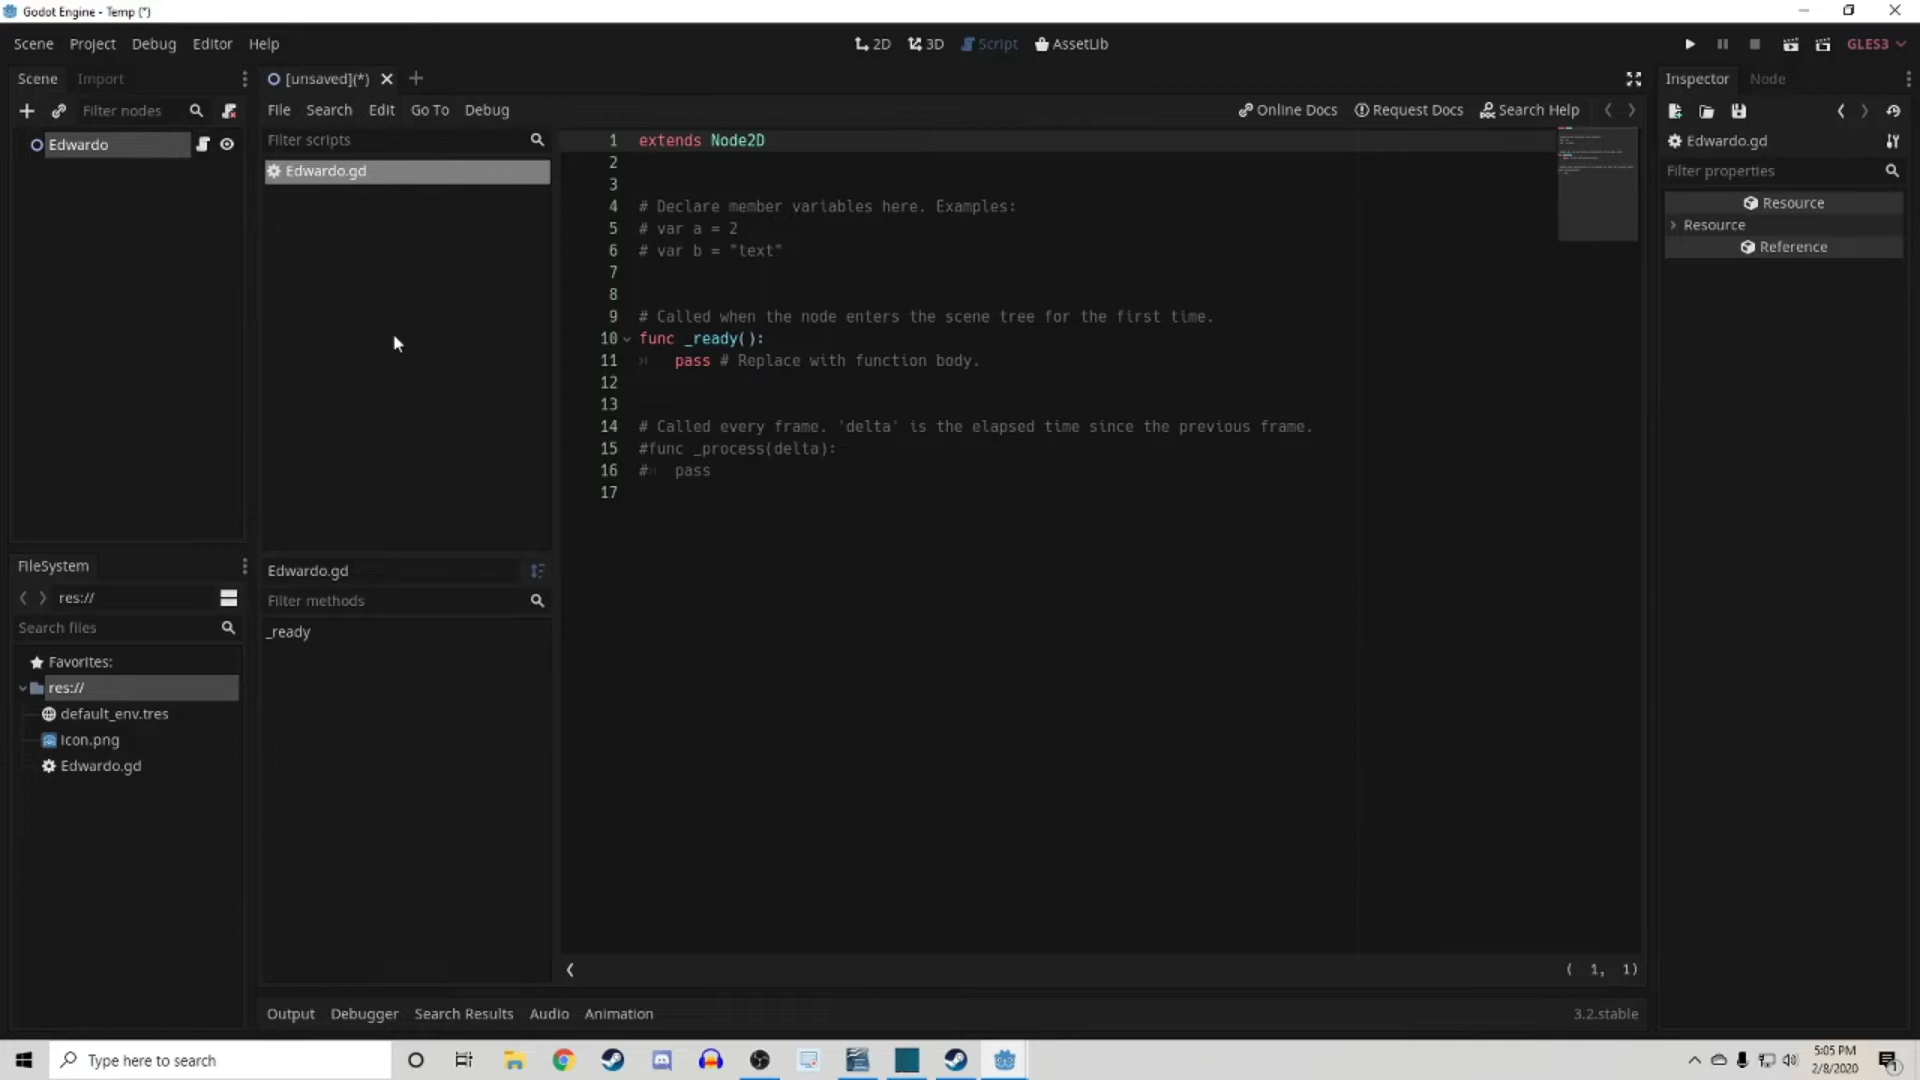 Godot Engine - Temp (*)
Scene Project Debug Editor Help
2D 3D Script AssetLib
GLES3
Scene Import
[unsaved](*)
Inspector Node
Filter nodes
File Search Edit Go To Debug
Online Docs Request Docs Search Help
Edwardo
Filter scripts
Edwardo.gd
Edwardo.gd
Filter properties
Resource
Resource
Reference
1 extends Node2D
2
3
4 # Declare member variables here. Examples:
5 # var a = 2
6 # var b = "text"
7
8
9 # Called when the node enters the scene tree for the first time.
10 func _ready():
11 pass # Replace with function body.
12
13
14 # Called every frame. 'delta' is the elapsed time since the previous frame.
15 #func _process(delta):
16 # pass
17
FileSystem
res://
Search files
Favorites:
res://
default_env.tres
icon.png
Edwardo.gd
Edwardo.gd
Filter methods
_ready
( 1, 1)
Output Debugger Search Results Audio Animation
3.2.stable
Type here to search
5:05 PM
2/8/2020